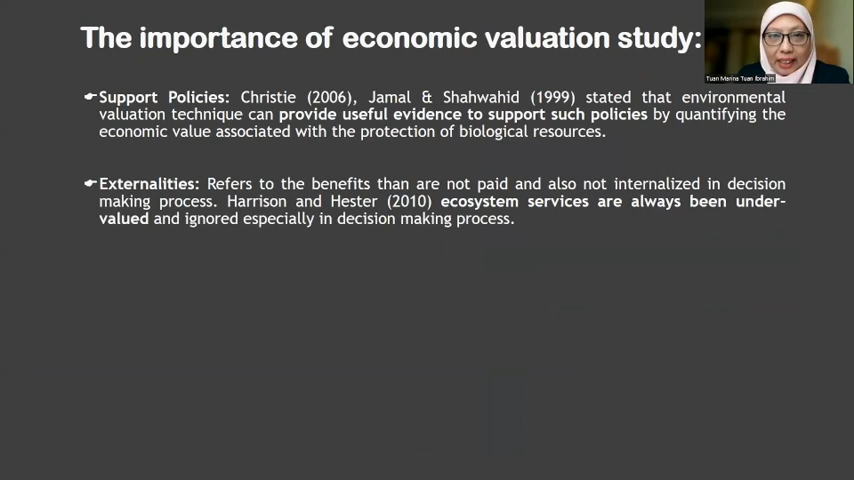 The importance of economic valuation study:
Tuan Marina Tuan Ibrahim
Support Policies: Christie (2006), Jamal & Shahwahid (1999) stated that environmental
valuation technique can provide useful evidence to support such policies by quantifying the
economic value associated with the protection of biological resources.
Externalities: Refers to the benefits than are not paid and also not internalized in decision
making process. Harrison and Hester (2010) ecosystem services are always been under-
valued and ignored especially in decision making process.